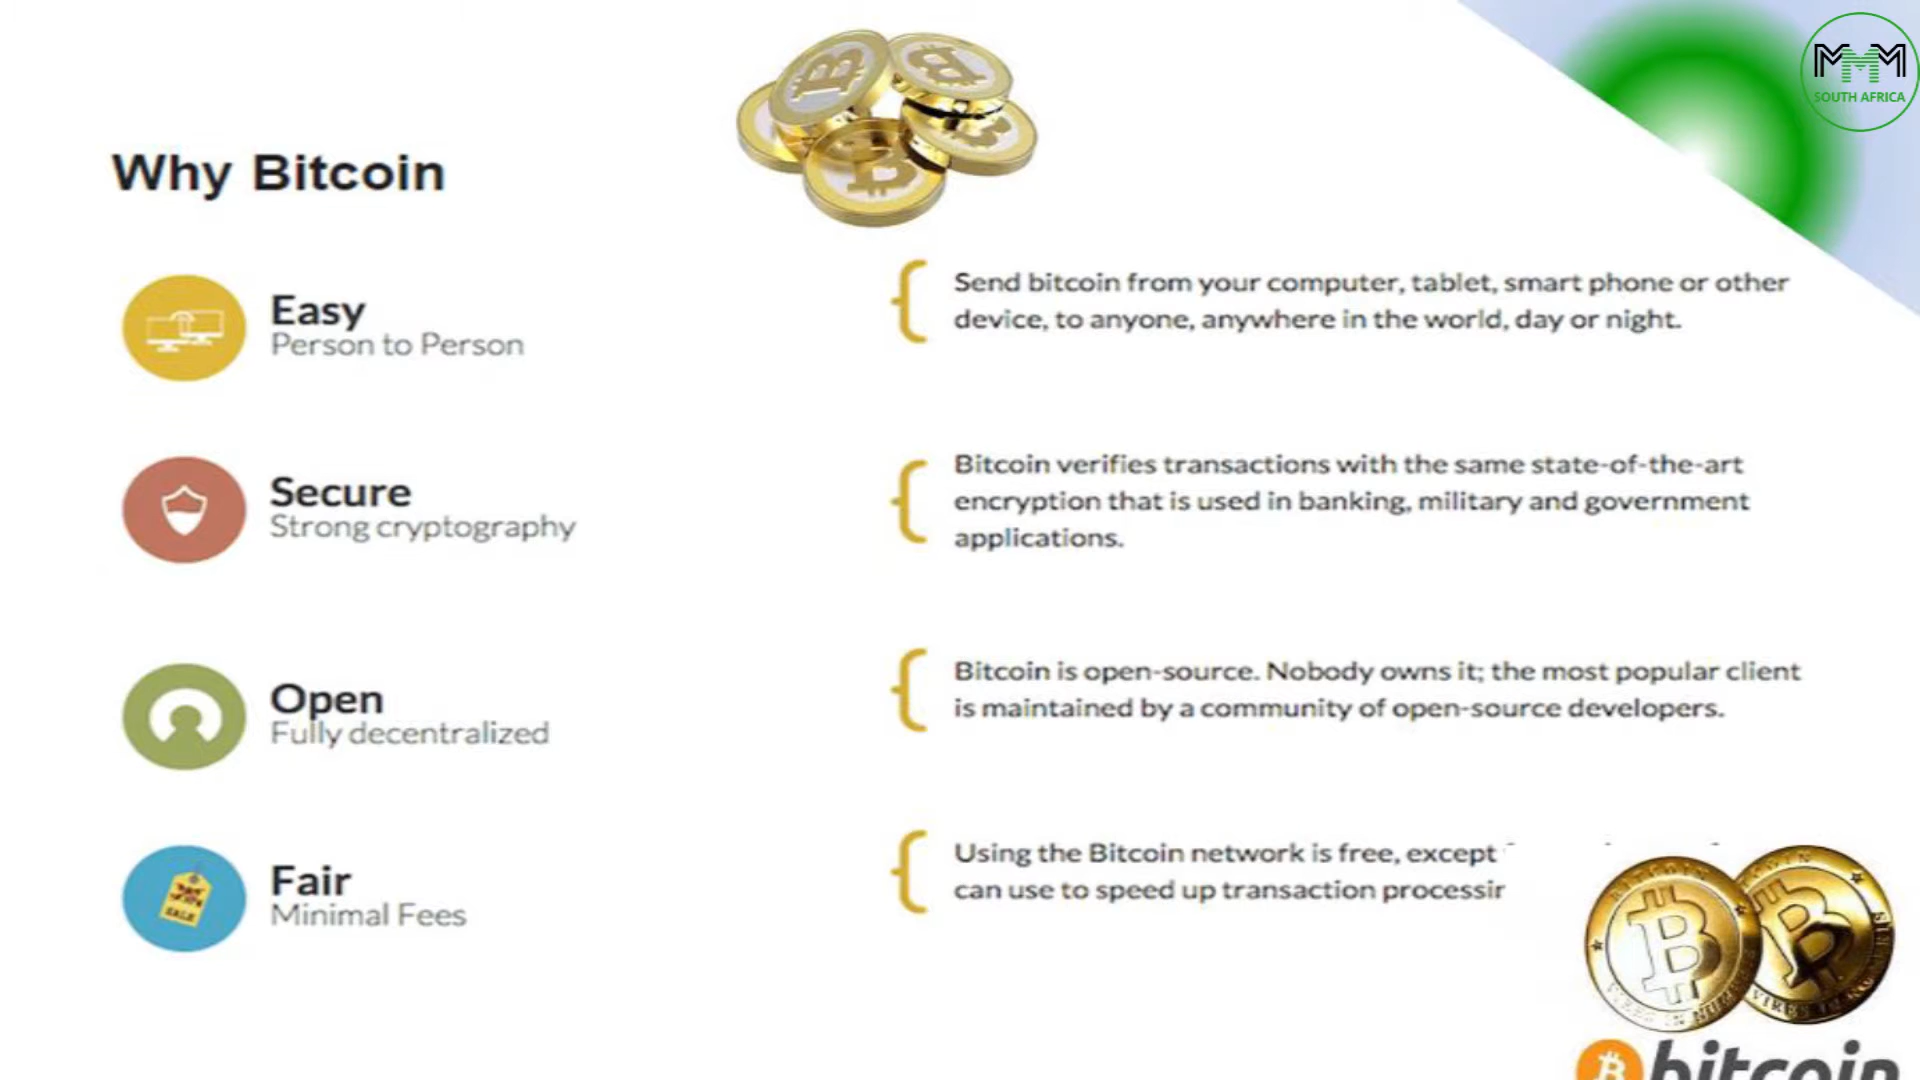 MMM
SOUTH AFRICA
Why Bitcoin
Easy
Person to Person
Send bitcoin from your computer, tablet, smart phone or other
device, to anyone, anywhere in the world, day or night.
Secure
Strong cryptography
Bitcoin verifies transactions with the same state-of-the-art
encryption that is used in banking, military and government
applications.
Open
Fully decentralized
Bitcoin is open-source. Nobody owns it; the most popular client
is maintained by a community of open-source developers.
Fair
Minimal Fees
SALE
Using the Bitcoin network is free, except
can use to speed up transaction processin
bitcoin